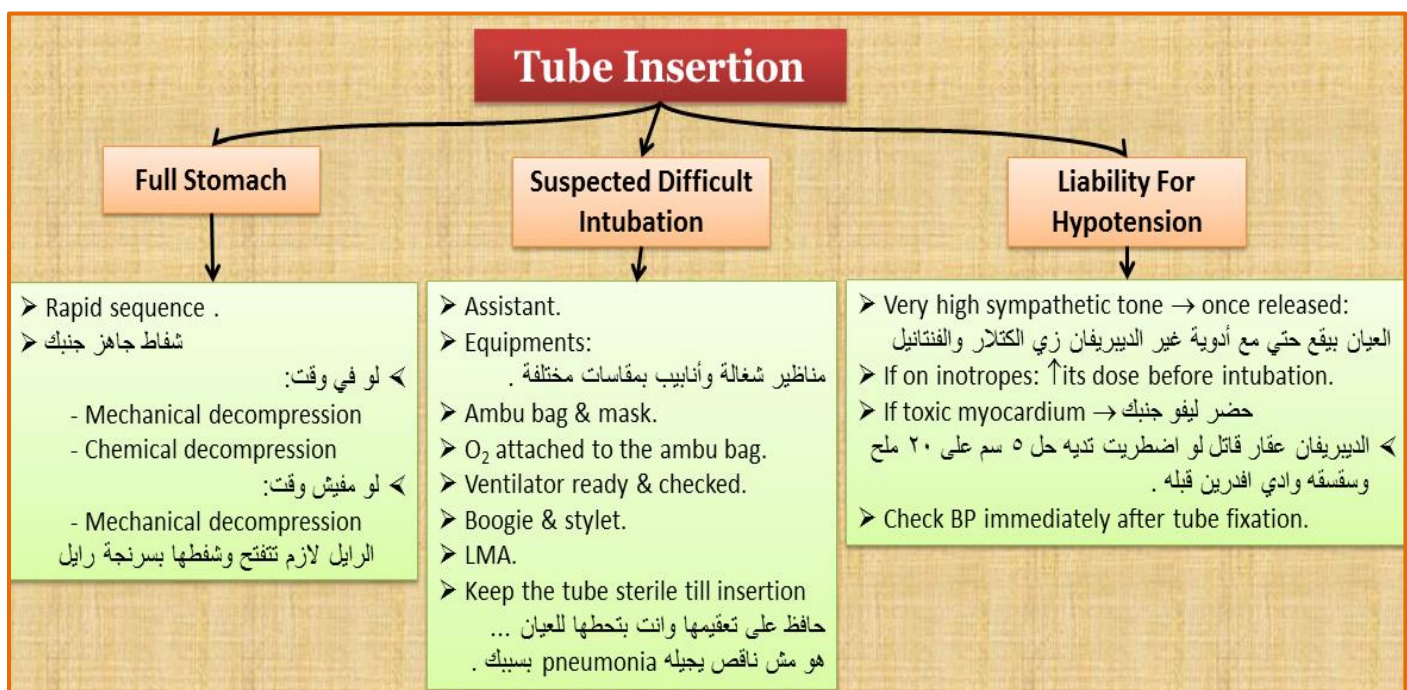 Tube Insertion
Full Stomach
➢ Rapid sequence .
➢ شفاط جاهز جنبك
➢ لو في وقت:
- Mechanical decompression
- Chemical decompression
➢ لو مفيش وقت:
- Mechanical decompression
الرايل لازم تتفتح وشفطها بسرنجة رايل
Suspected Difficult
Intubation
➢ Assistant.
➢ Equipments:
مناظير شغالة وأنابيب بمقاسات مختلفة .
➢ Ambu bag & mask.
➢ O₂ attached to the ambu bag.
➢ Ventilator ready & checked.
➢ Boogie & stylet.
➢ LMA.
➢ Keep the tube sterile till insertion
حافظ على تعقيمها وانت بتحطها للعيان ...
هو مش ناقص يجيله pneumonia بسببك .
Liability For
Hypotension
➢ Very high sympathetic tone → once released:
العيان بيقع حتي مع أدوية غير الديبريفان زي الكتلار والفنتانيل
➢ If on inotropes: ↑its dose before intubation.
➢ If toxic myocardium → حضر ليفو جنبك
➢ الديبريفان عقار قاتل لو اضطريت تديه حل ٥ سم على ٢٠ ملح
وسقسقه وادي افدرين قبله .
➢ Check BP immediately after tube fixation.